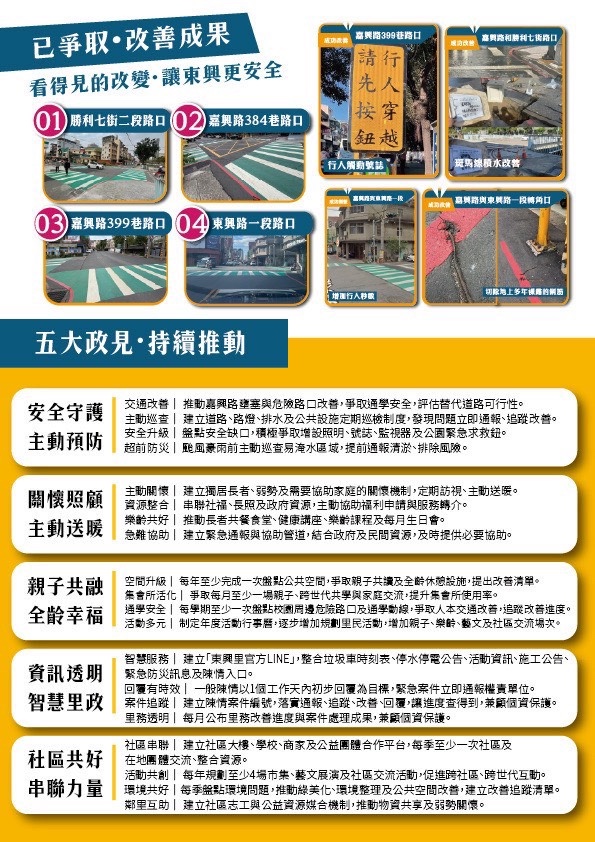 已爭取•改善成果
看得見的改變•讓東興更安全
01 勝利七街二段路口
02 嘉興路384巷路口
03 嘉興路399巷路口
04 東興路一段路口
成功改善 嘉興路399巷路口
行人穿越
請先按鈕
行人觸動號誌
成功改善 嘉興路和勝利七街路口
斑馬線積水改善
嘉興路與東興路一段
增加行人秒數
成功改善 嘉興路與東興路一段轉角口
切除地上多年裸露的鋼筋
五大政見•持續推動
安全守護
主動預防
交通改善｜推動嘉興路壅塞與危險路口改善,爭取通學安全,評估替代道路可行性。
主動巡查｜建立道路、路燈、排水及公共設施定期巡檢制度,發現問題立即通報、追蹤改善。
安全升級｜盤點安全缺口,積極爭取增設照明、號誌、監視器及公園緊急求救鈕。
超前防災｜颱風豪雨前主動巡查易淹水區域,提前通報清淤、排除風險。
關懷照顧
主動送暖
主動關懷｜建立獨居長者、弱勢及需要協助家庭的關懷機制,定期訪視、主動送暖。
資源整合｜串聯社福、長照及政府資源,主動協助福利申請與服務轉介。
樂齡共好｜推動長者共餐食堂、健康講座、樂齡課程及每月生日會。
急難協助｜建立緊急通報與協助管道,結合政府及民間資源,及時提供必要協助。
親子共融
全齡幸福
空間升級｜每年至少完成一次盤點公共空間,爭取親子共讀及全齡休憩設施,提出改善清單。
集會所活化｜爭取每月至少一場親子、跨世代共學與家庭交流,提升集會所使用率。
通學安全｜每學期至少一次盤點校園周邊危險路口及通學動線,爭取人本交通改善,追蹤改善進度。
活動多元｜制定年度活動行事曆,逐步增加規劃里民活動,增加親子、樂齡、藝文及社區交流場次。
資訊透明
智慧里政
智慧服務｜建立「東興里官方LINE」,整合垃圾車時刻表、停水停電公告、活動資訊、施工公告、
緊急防災訊息及陳情入口。
回覆有時效｜一般陳情以1個工作天內初步回覆為目標,緊急案件立即通報權責單位。
案件追蹤｜建立陳情案件編號,落實通報、追蹤、改善、回覆,讓進度查得到,兼顧個資保護。
里務透明｜每月公布里務改善進度與案件處理成果,兼顧個資保護。
社區共好
串聯力量
社區串聯｜建立社區大樓、學校、商家及公益團體合作平台,每季至少一次社區及
在地團體交流、整合資源。
活動共創｜每年規劃至少4場市集、藝文展演及社區交流活動,促進跨社區、跨世代互動。
環境共好｜每季盤點環境問題,推動綠美化、環境整理及公共空間改善,建立改善追蹤清單。
鄰里互助｜建立社區志工與公益資源媒合機制,推動物資共享及弱勢關懷。